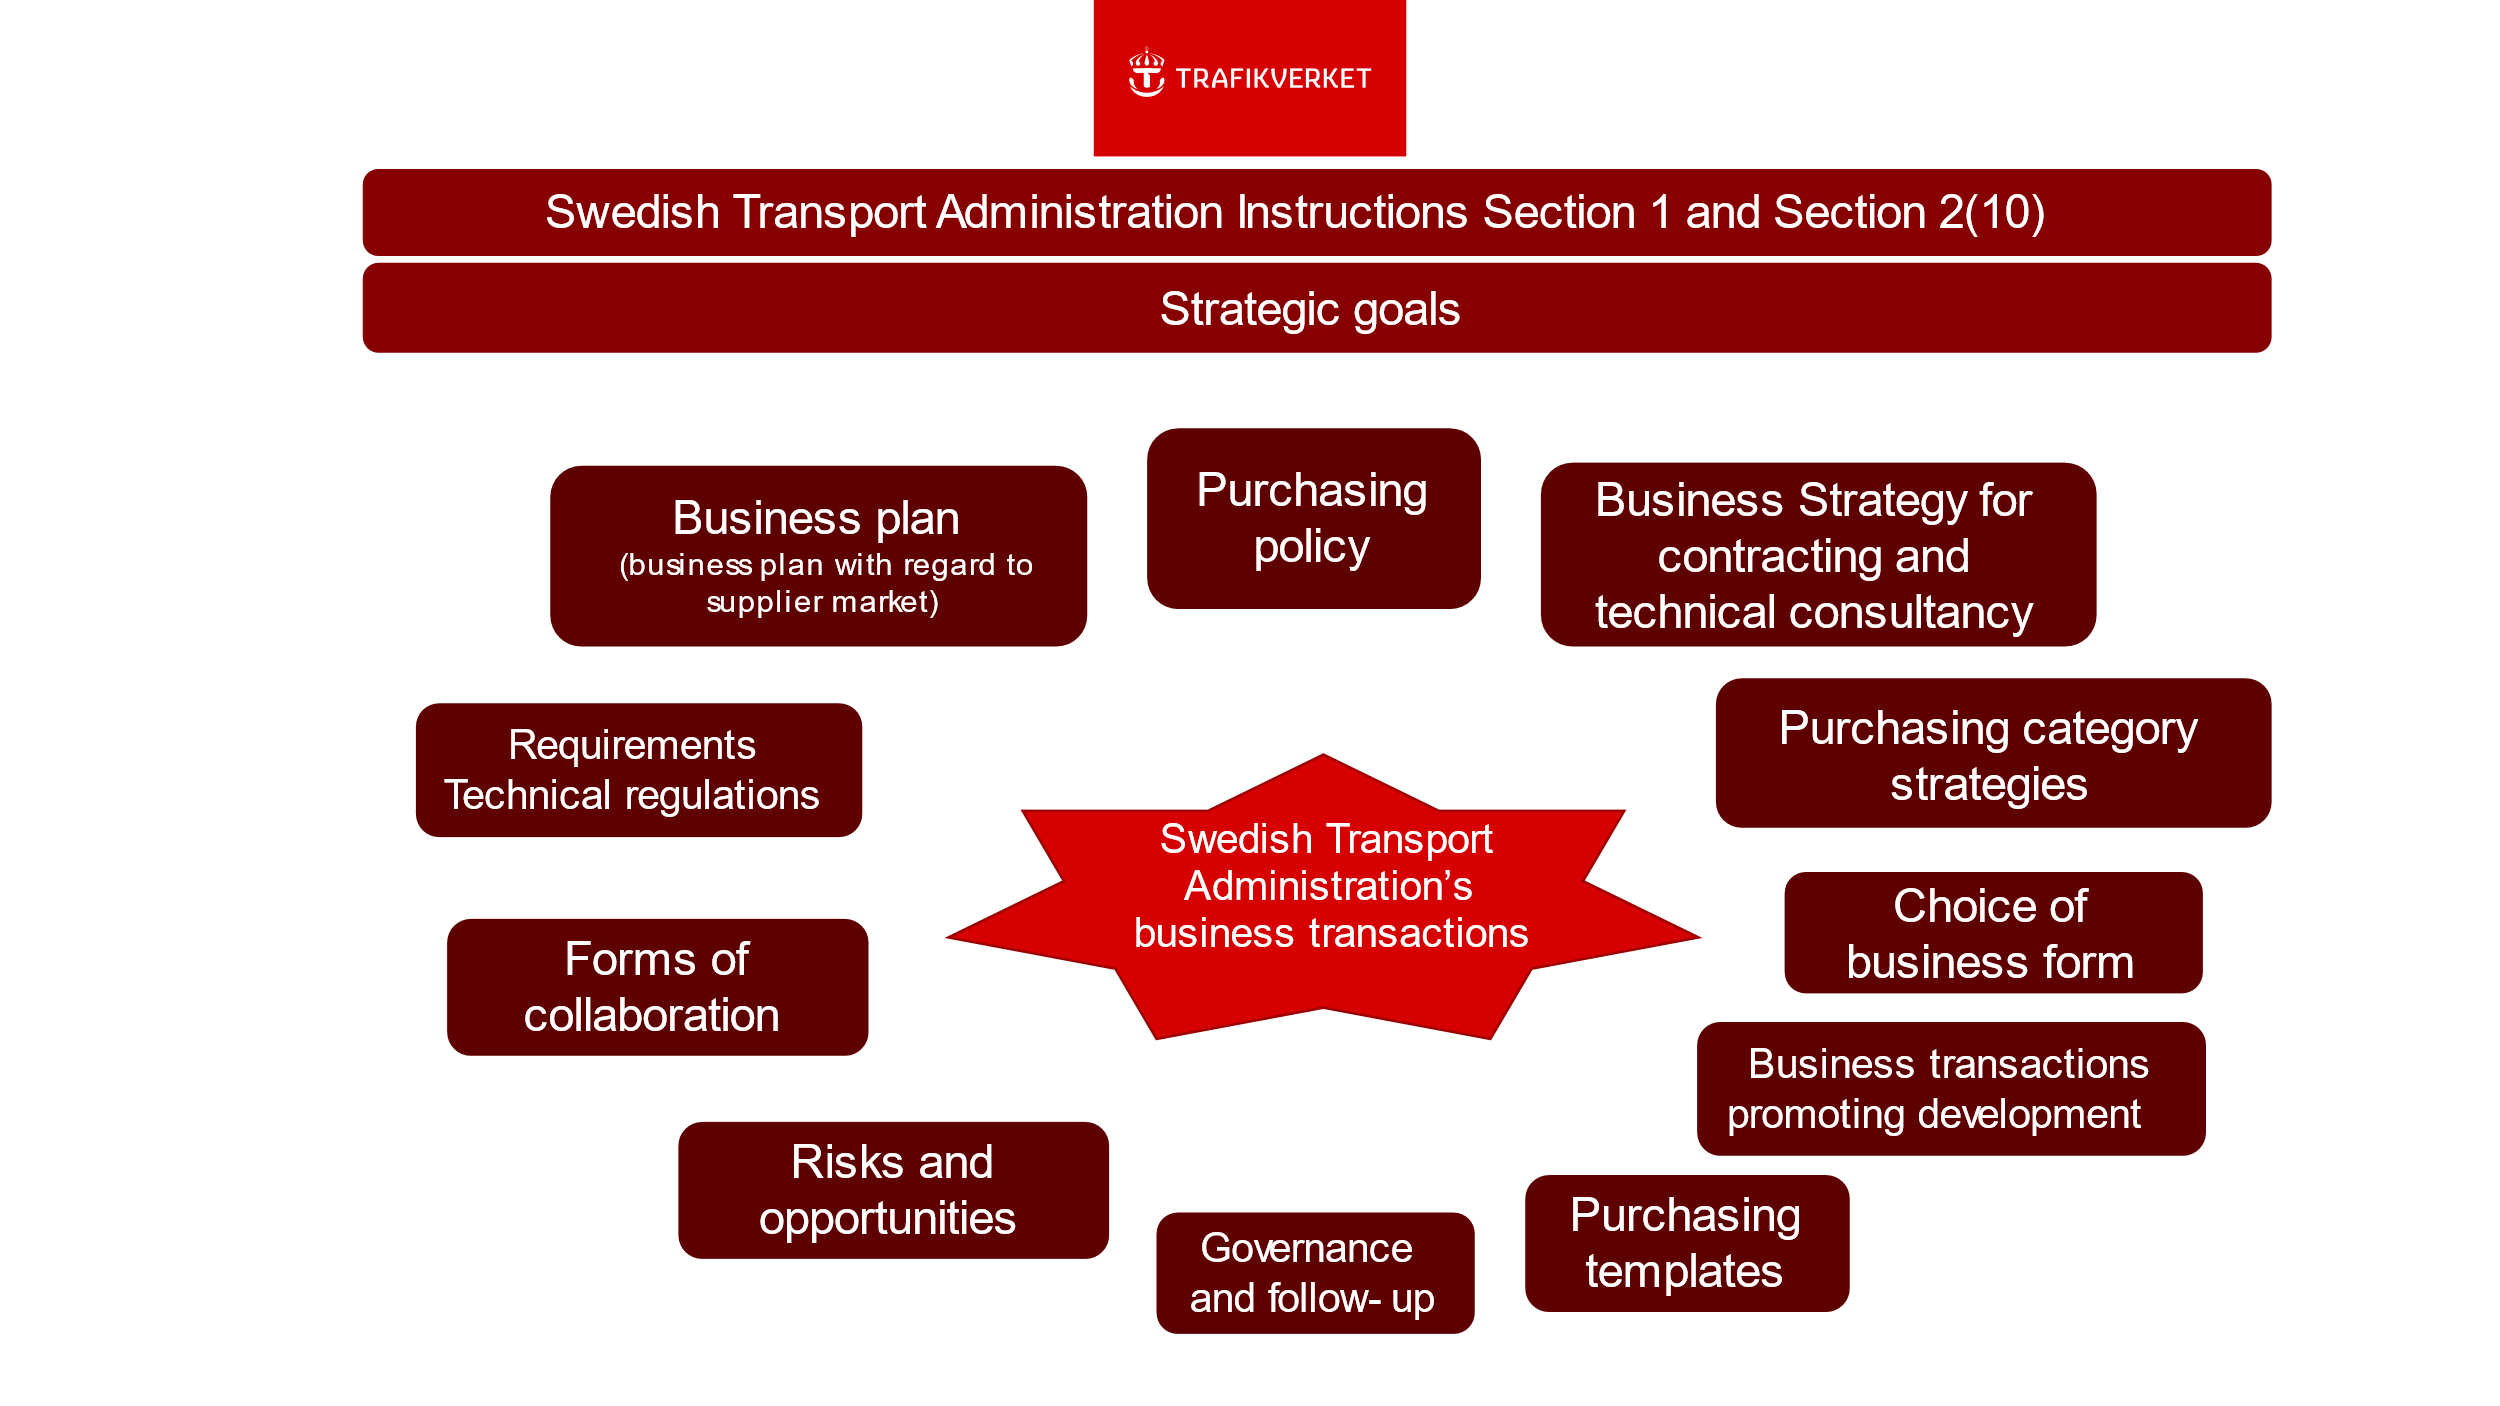 TRAFIKVERKET
Swedish Transport Administration Instructions Section 1 and Section 2(10)
Strategic goals
Business plan
(business plan with regard to
supplier market)
Purchasing
policy
Business Strategy for
contracting and
technical consultancy
Requirements
Technical regulations
Purchasing category
strategies
Swedish Transport
Administration’s
business transactions
Choice of
business form
Forms of
collaboration
Business transactions
promoting development
Risks and
opportunities
Governance
and follow- up
Purchasing
templates